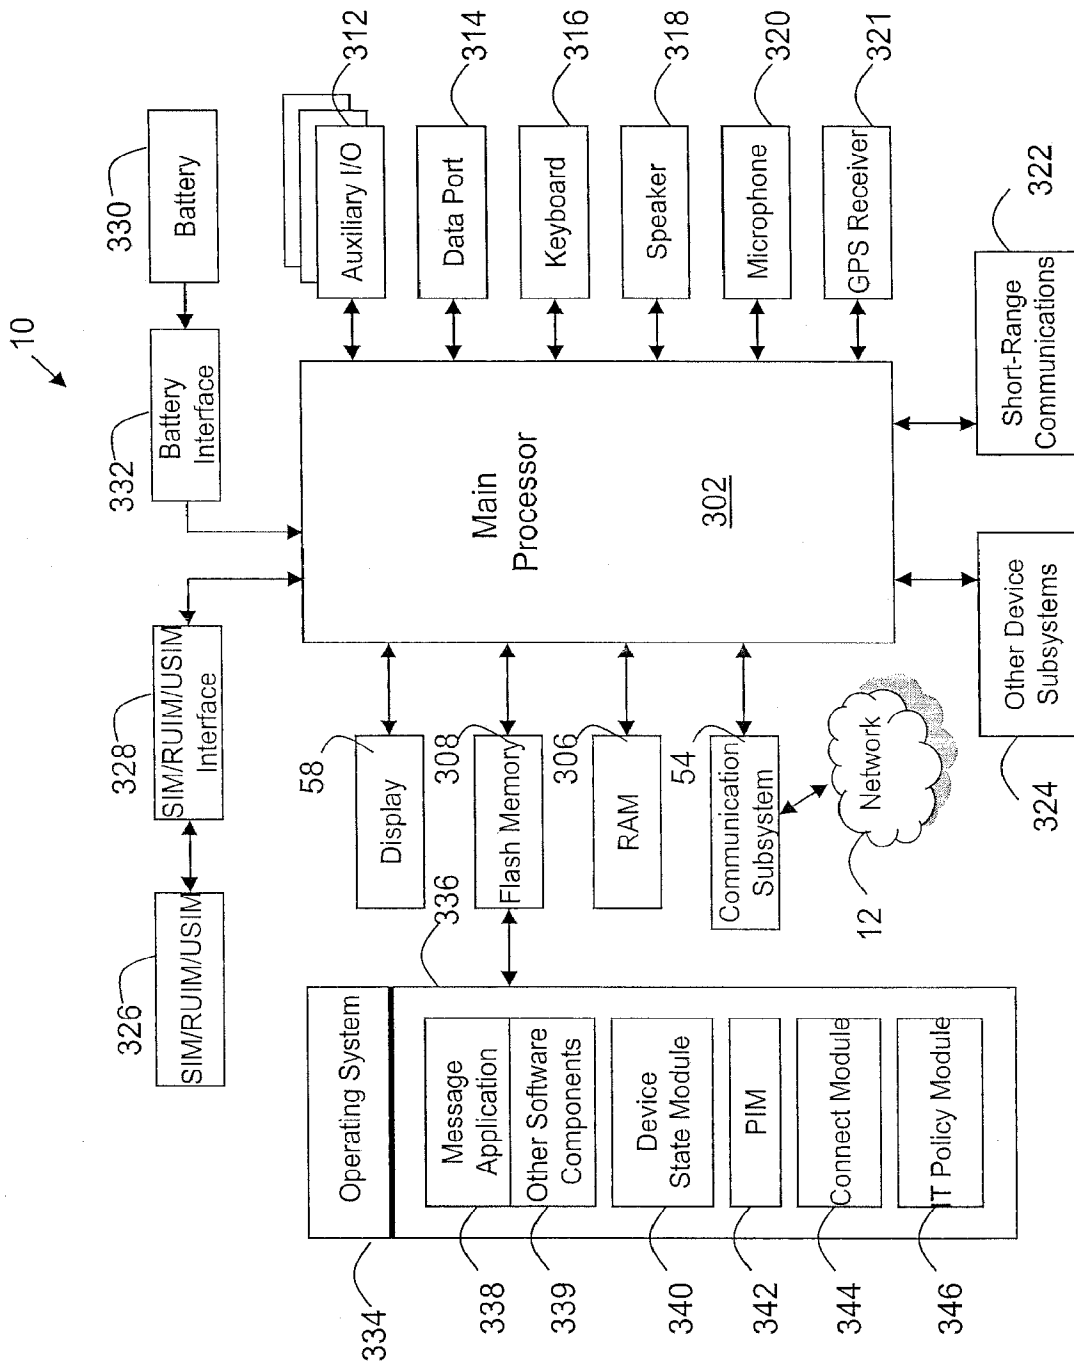 10
330
Battery
332
Battery
Interface
328
SIM/RUIM/USIM
Interface
326
SIM/RUIM/USIM
312
Auxiliary I/O
314
Data Port
316
Keyboard
318
Speaker
320
Microphone
321
GPS Receiver
322
Short-Range
Communications
Main
Processor
302
324
Other Device
Subsystems
58
Display
308
Flash Memory
306
RAM
54
Communication
Subsystem
Network
12
336
334
Operating System
338
Message
Application
339
Other Software
Components
340
Device
State Module
342
PIM
344
Connect Module
346
IT Policy Module